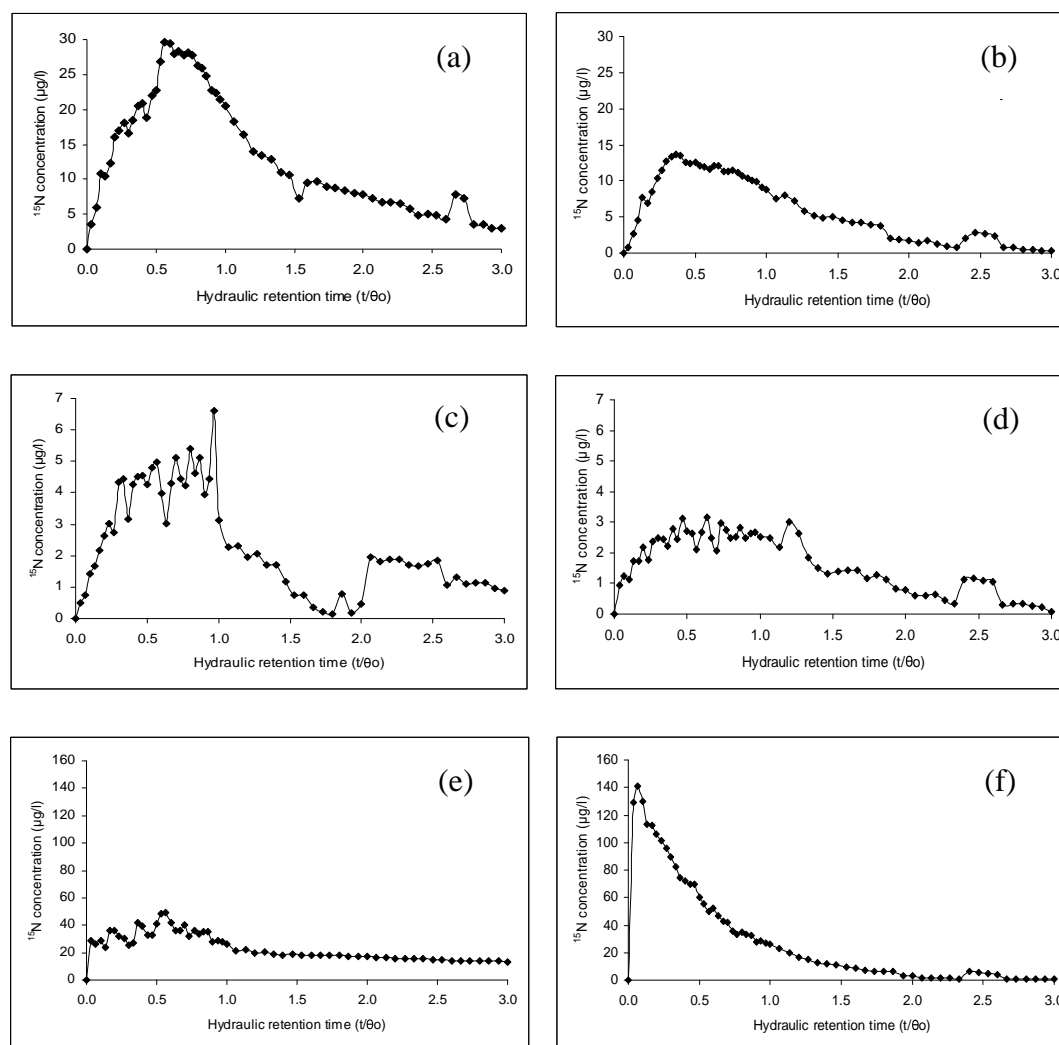 (a)
¹⁵N concentration (µg/l)
30
25
20
15
10
5
0
0.0 0.5 1.0 1.5 2.0 2.5 3.0
Hydraulic retention time (t/θo)
(b)
¹⁵N concentration (µg/l)
30
25
20
15
10
5
0
0.0 0.5 1.0 1.5 2.0 2.5 3.0
Hydraulic retention time (t/θo)
(c)
¹⁵N concentration (µg/l)
7
6
5
4
3
2
1
0
0.0 0.5 1.0 1.5 2.0 2.5 3.0
Hydraulic retention time (t/θo)
(d)
¹⁵N concentration (µg/l)
7
6
5
4
3
2
1
0
0.0 0.5 1.0 1.5 2.0 2.5 3.0
Hydraulic retention time (t/θo)
(e)
¹⁵N concentration (µg/l)
160
140
120
100
80
60
40
20
0
0.0 0.5 1.0 1.5 2.0 2.5 3.0
Hydraulic retention time (t/θo)
(f)
¹⁵N concentration (µg/l)
160
140
120
100
80
60
40
20
0
0.0 0.5 1.0 1.5 2.0 2.5 3.0
Hydraulic retention time (t/θo)